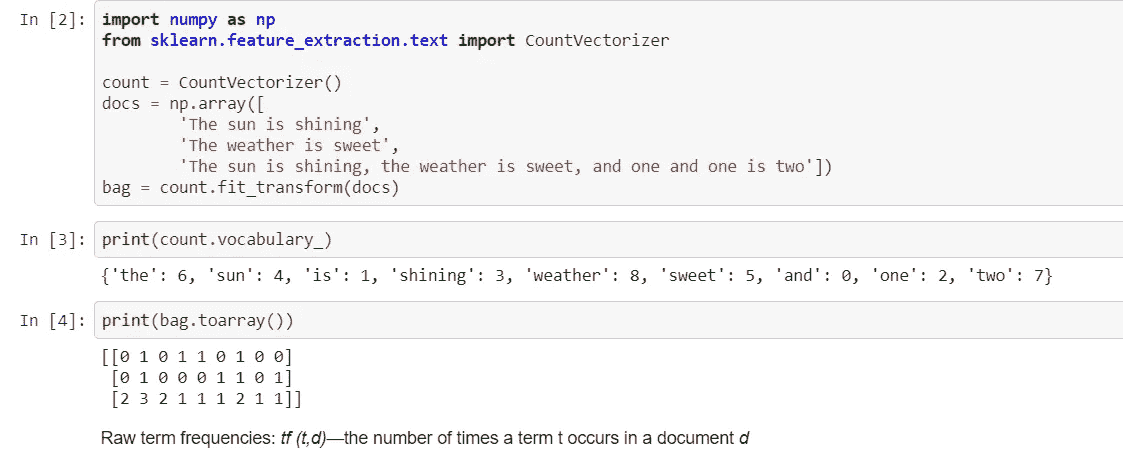 In [2]: import numpy as np
from sklearn.feature_extraction.text import CountVectorizer
count = CountVectorizer()
docs = np.array([
'The sun is shining',
'The weather is sweet',
'The sun is shining, the weather is sweet, and one and one is two'])
bag = count.fit_transform(docs)
In [3]: print(count.vocabulary_)
{'the': 6, 'sun': 4, 'is': 1, 'shining': 3, 'weather': 8, 'sweet': 5, 'and': 0, 'one': 2, 'two': 7}
In [4]: print(bag.toarray())
[[0 1 0 1 1 0 1 0 0]
[0 1 0 0 0 1 1 0 1]
[2 3 2 1 1 1 2 1 1]]
Raw term frequencies: tf (t,d)—the number of times a term t occurs in a document d